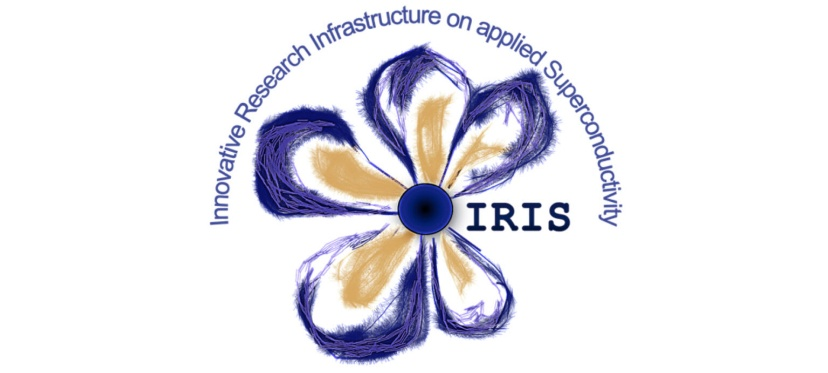 Innovative Research Infrastructure on applied Superconductivity
IRIS